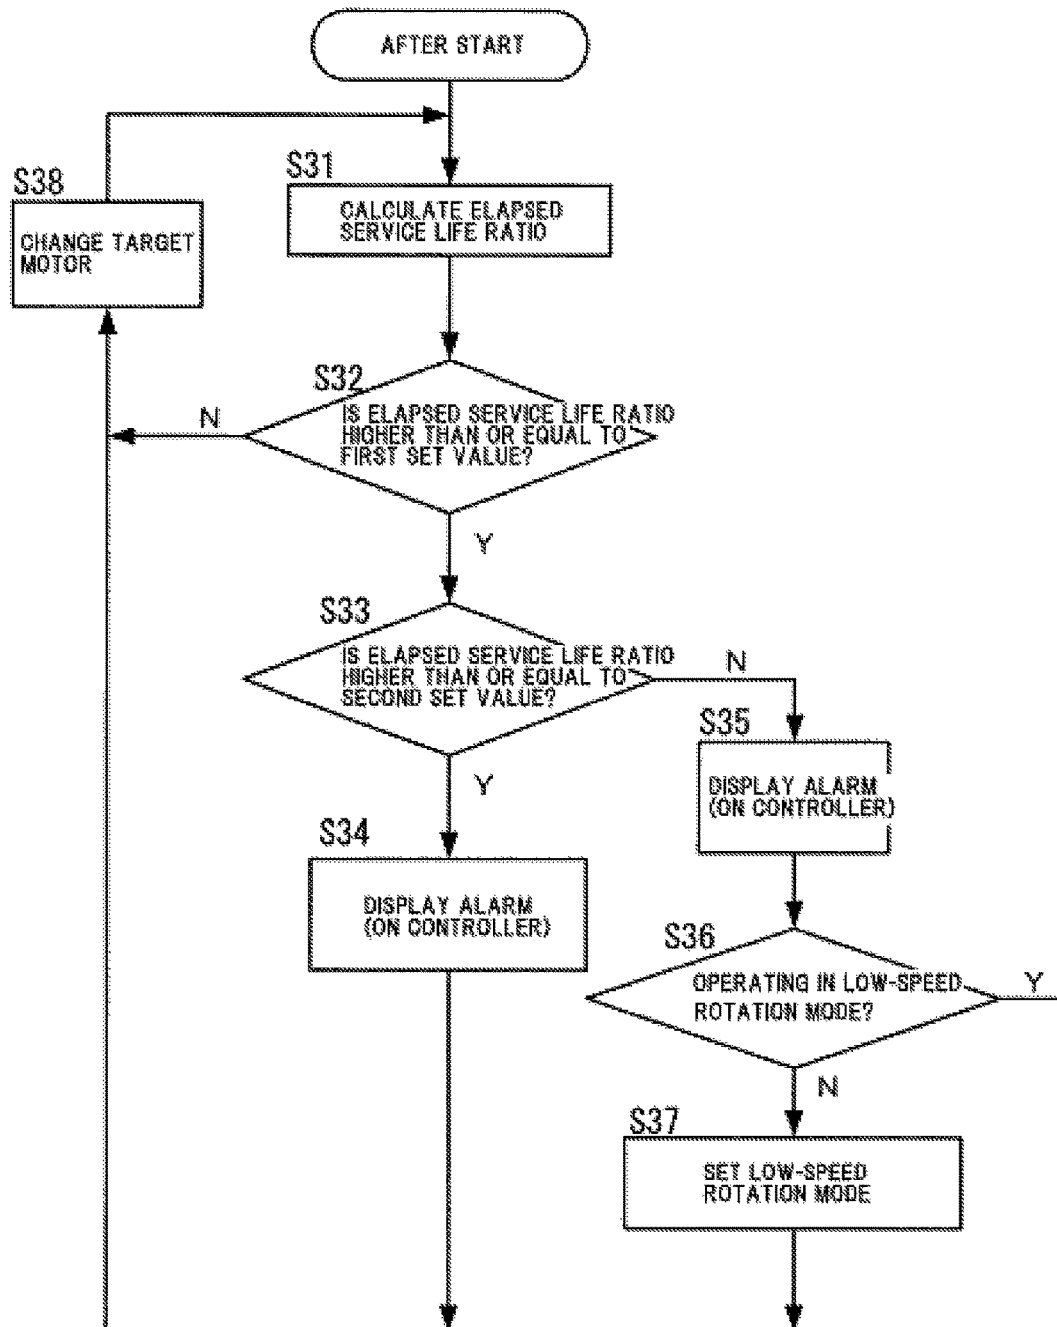 AFTER START
S31
CALCULATE ELAPSED
SERVICE LIFE RATIO
S38
CHANGE TARGET
MOTOR
S32
IS ELAPSED SERVICE LIFE RATIO
HIGHER THAN OR EQUAL TO
FIRST SET VALUE?
N
Y
S33
IS ELAPSED SERVICE LIFE RATIO
HIGHER THAN OR EQUAL TO
SECOND SET VALUE?
N
Y
S35
DISPLAY ALARM
(ON CONTROLLER)
S34
DISPLAY ALARM
(ON CONTROLLER)
S36
OPERATING IN LOW-SPEED
ROTATION MODE?
Y
N
S37
SET LOW-SPEED
ROTATION MODE